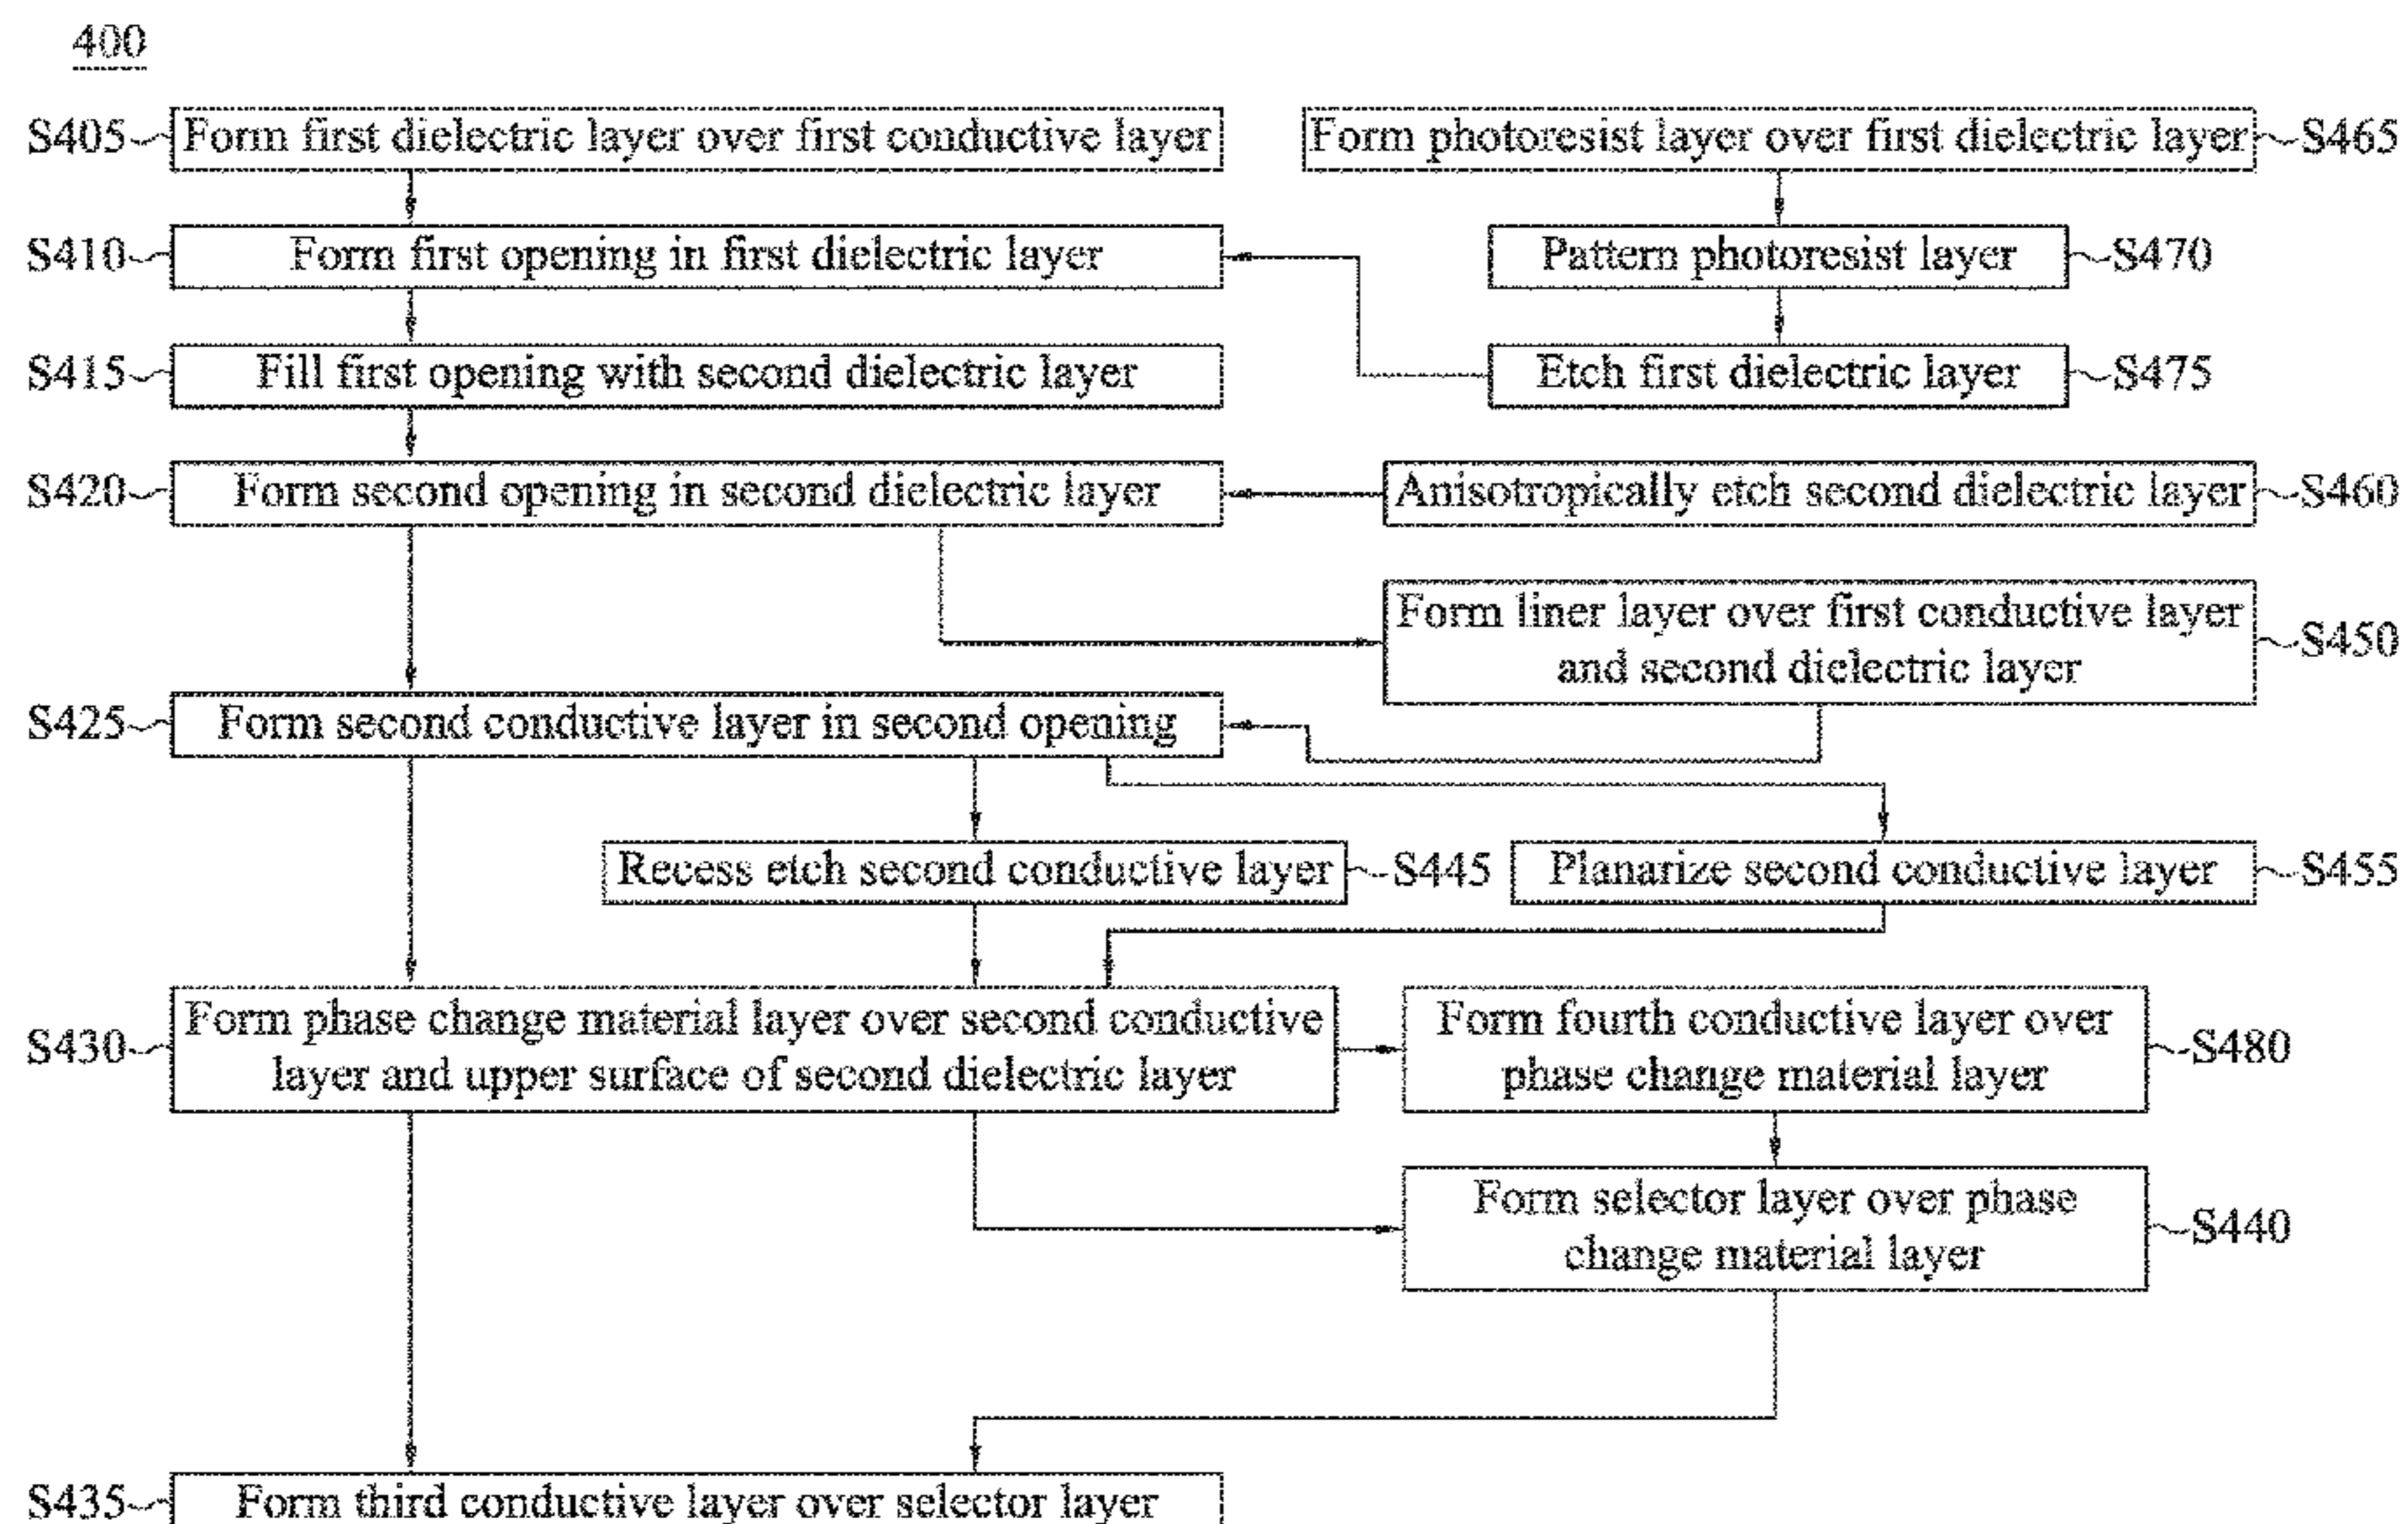 400
S405 Form first dielectric layer over first conductive layer
Form photoresist layer over first dielectric layer S465
S410 Form first opening in first dielectric layer
Pattern photoresist layer S470
S415 Fill first opening with second dielectric layer
Etch first dielectric layer S475
S420 Form second opening in second dielectric layer
Anisotropically etch second dielectric layer S460
Form liner layer over first conductive layer
and second dielectric layer
S450
S425 Form second conductive layer in second opening
Recess etch second conductive layer S445
Planarize second conductive layer S455
S430
Form phase change material layer over second conductive
layer and upper surface of second dielectric layer
Form fourth conductive layer over
phase change material layer
S480
Form selector layer over phase
change material layer
S440
S435 Form third conductive layer over selector layer